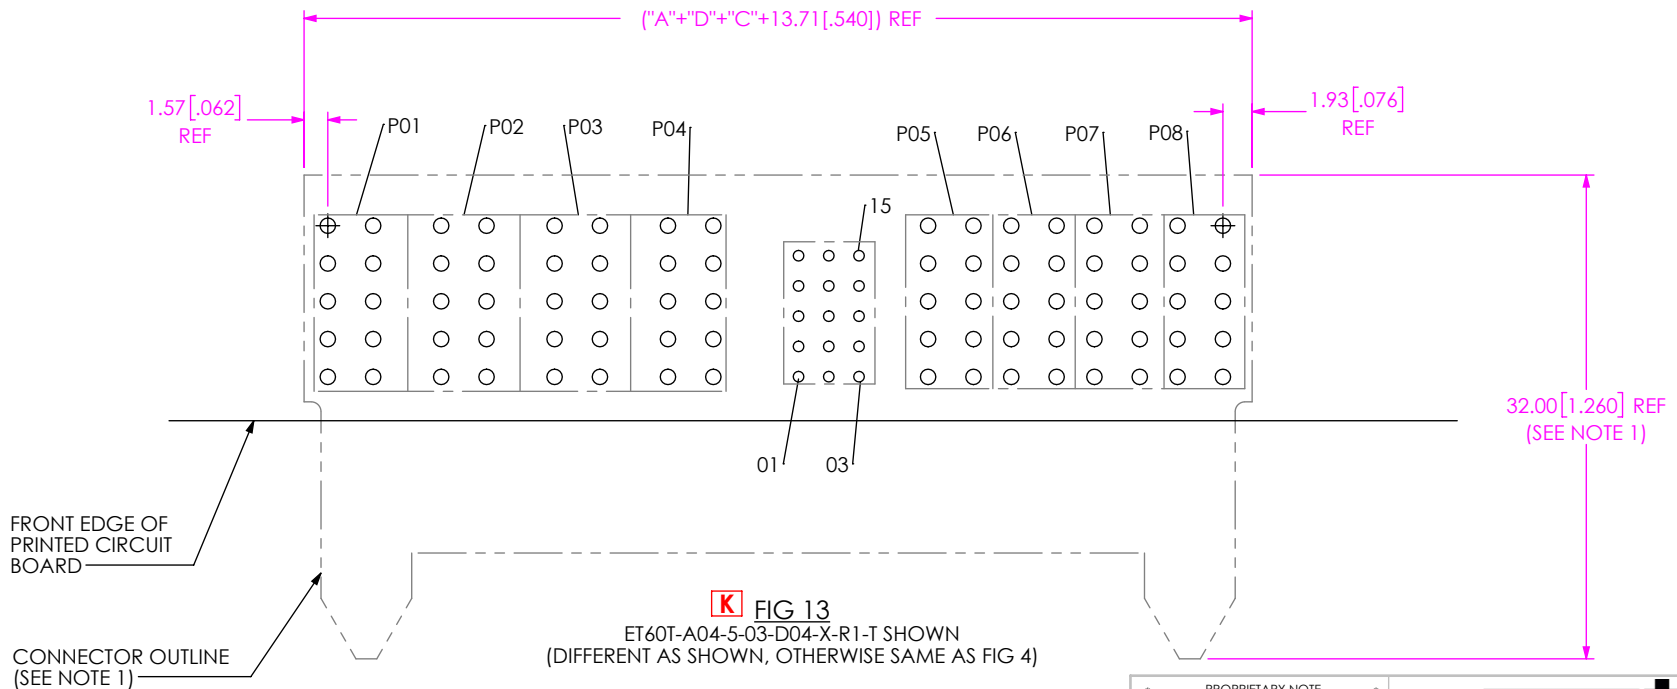 ("A"+"D"+"C"+13.71[.540]) REF
1.57[.062]
REF
1.93[.076]
REF
P01
P02
P03
P04
P05
P06
P07
P08
15
01
03
32.00[1.260] REF
(SEE NOTE 1)
FRONT EDGE OF
PRINTED CIRCUIT
BOARD
CONNECTOR OUTLINE
(SEE NOTE 1)
K FIG 13
ET60T-A04-5-03-D04-X-R1-T SHOWN
(DIFFERENT AS SHOWN, OTHERWISE SAME AS FIG 4)
PROPRIETARY NOTE